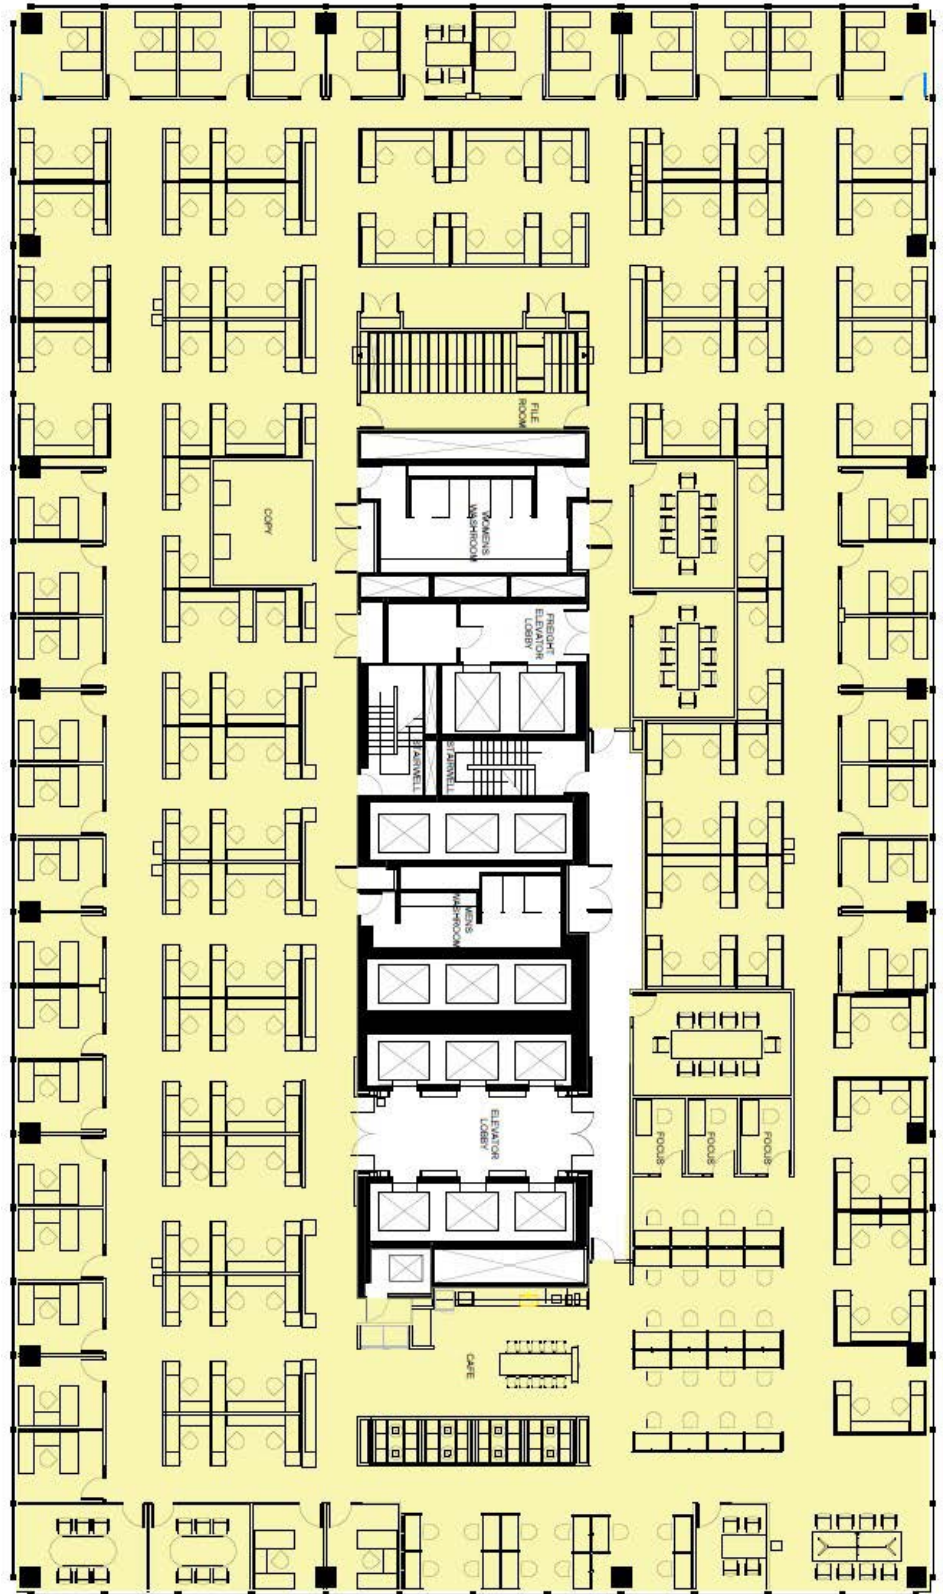 FILE
ROOM
COPY
WOMENS
WASHROOM
FREIGHT
ELEVATOR
LOBBY
STAIRWELL
STAIRWELL
MENS
WASHROOM
ELEVATOR
LOBBY
FOCUS
FOCUS
FOCUS
CAFE